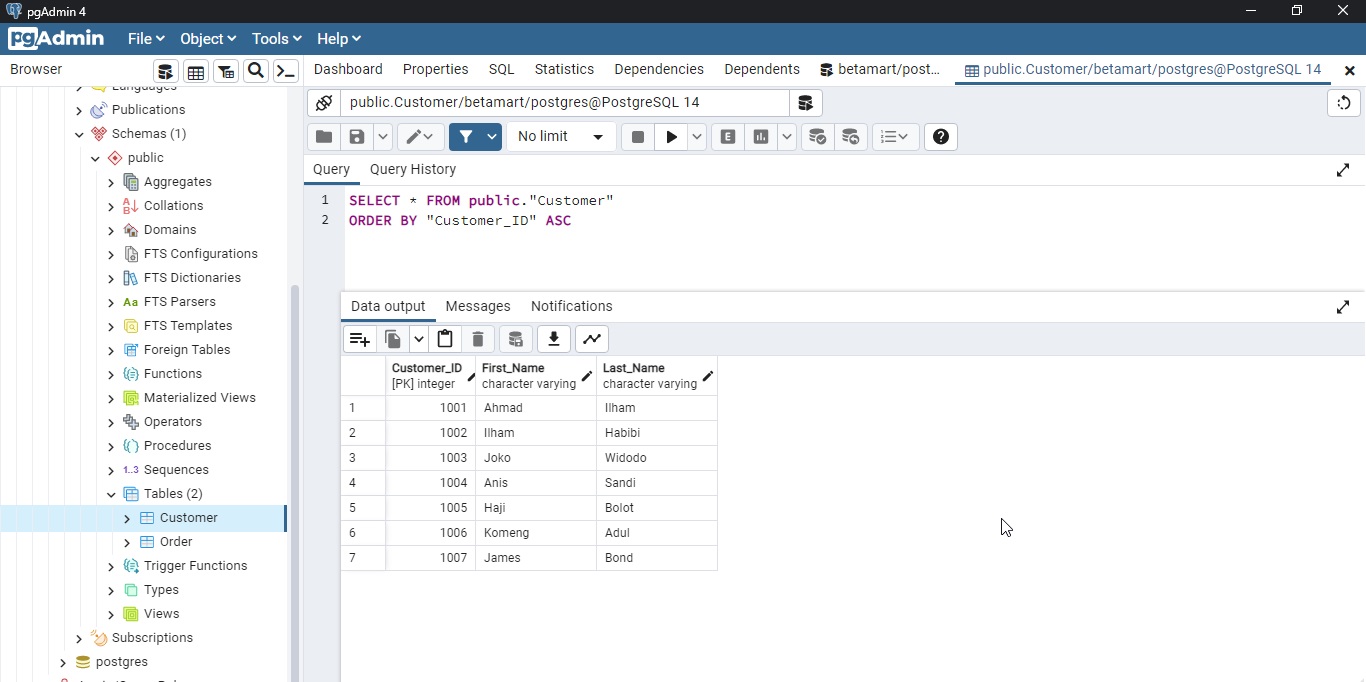 pgAdmin 4
pgAdmin File Object Tools Help
Browser
Dashboard Properties SQL Statistics Dependencies Dependents betamart/post... public.Customer/betamart/postgres@PostgreSQL 14
Languages
Publications
Schemas (1)
public
Aggregates
Collations
Domains
FTS Configurations
FTS Dictionaries
Aa FTS Parsers
FTS Templates
Foreign Tables
Functions
Materialized Views
Operators
Procedures
1..3 Sequences
Tables (2)
Customer
Order
Trigger Functions
Types
Views
Subscriptions
postgres
public.Customer/betamart/postgres@PostgreSQL 14
No limit
E
Query Query History
1 SELECT * FROM public."Customer"
2 ORDER BY "Customer_ID" ASC
Data output Messages Notifications
Customer_ID First_Name Last_Name
[PK] integer character varying character varying
1 1001 Ahmad Ilham
2 1002 Ilham Habibi
3 1003 Joko Widodo
4 1004 Anis Sandi
5 1005 Haji Bolot
6 1006 Komeng Adul
7 1007 James Bond